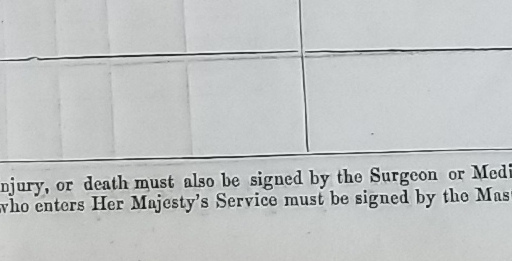 njury, or death must also be signed by the Surgeon or Medi
who enters Her Majesty's Service must be signed by the Mas